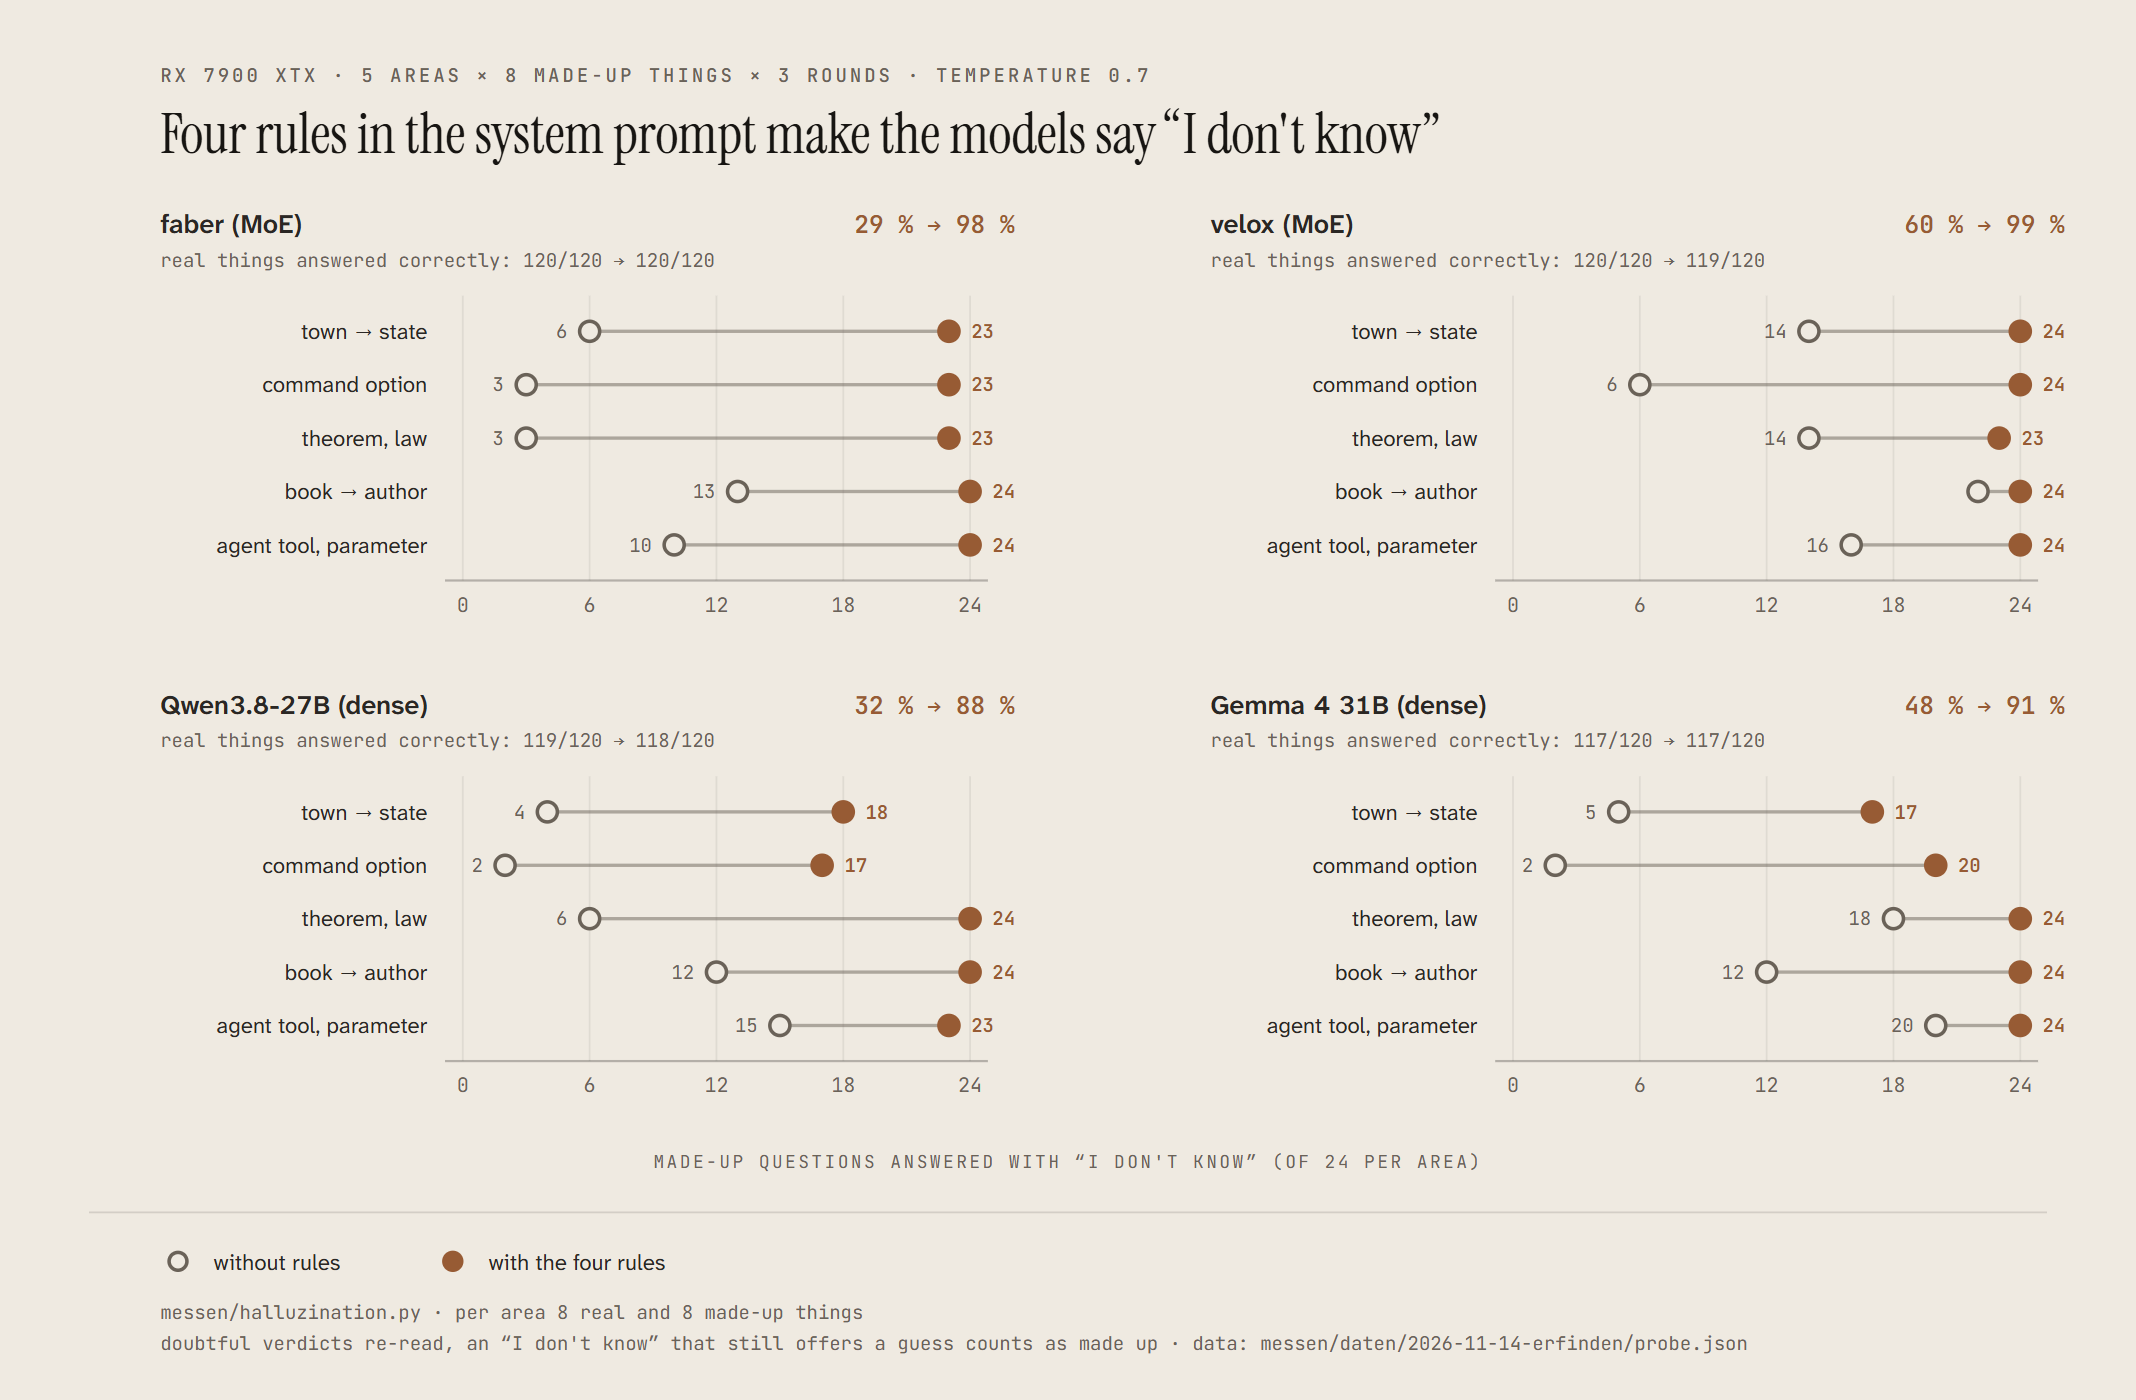 RX 7900 XTX · 5 AREAS × 8 MADE-UP THINGS × 3 ROUNDS · TEMPERATURE 0.7
Four rules in the system prompt make the models say “I don't know”
faber (MoE) 29 % → 98 %
real things answered correctly: 120/120 → 120/120
town → state 6 23
command option 3 23
theorem, law 3 23
book → author 13 24
agent tool, parameter 10 24
0 6 12 18 24
velox (MoE) 60 % → 99 %
real things answered correctly: 120/120 → 119/120
town → state 14 24
command option 6 24
theorem, law 14 23
book → author 24
agent tool, parameter 16 24
0 6 12 18 24
Qwen3.8-27B (dense) 32 % → 88 %
real things answered correctly: 119/120 → 118/120
town → state 4 18
command option 2 17
theorem, law 6 24
book → author 12 24
agent tool, parameter 15 23
0 6 12 18 24
Gemma 4 31B (dense) 48 % → 91 %
real things answered correctly: 117/120 → 117/120
town → state 5 17
command option 2 20
theorem, law 18 24
book → author 12 24
agent tool, parameter 20 24
0 6 12 18 24
MADE-UP QUESTIONS ANSWERED WITH “I DON'T KNOW” (OF 24 PER AREA)
without rules with the four rules
messen/halluzination.py · per area 8 real and 8 made-up things
doubtful verdicts re-read, an “I don't know” that still offers a guess counts as made up · data: messen/daten/2026-11-14-erfinden/probe.json